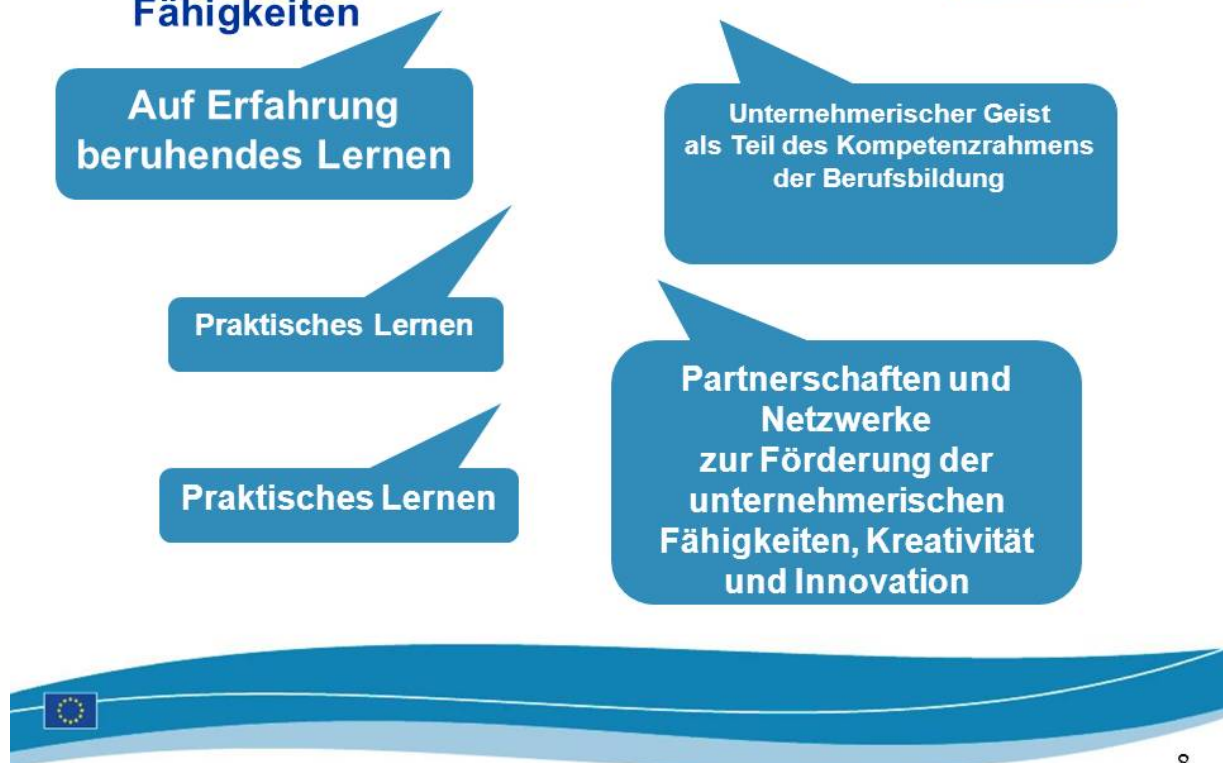 Fähigkeiten
Auf Erfahrung
beruhendes Lernen
Unternehmerischer Geist
als Teil des Kompetenzrahmens
der Berufsbildung
Praktisches Lernen
Praktisches Lernen
Partnerschaften und
Netzwerke
zur Förderung der
unternehmerischen
Fähigkeiten, Kreativität
und Innovation